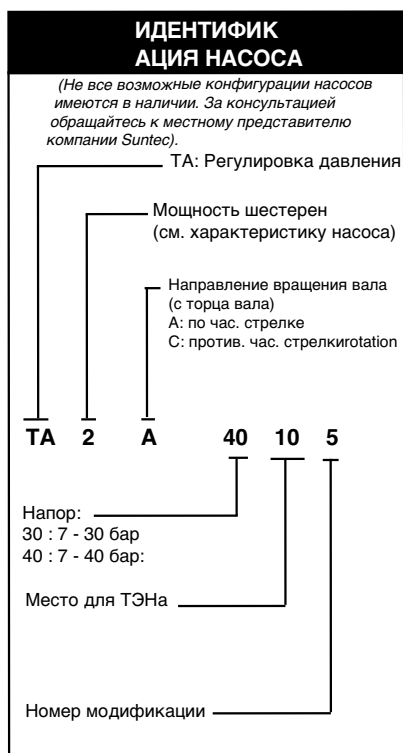 ИДЕНТИФИК
АЦИЯ НАСОСА
(Не все возможные конфигурации насосов
имеются в наличии. За консультацией
обращайтесь к местному представителю
компании Suntec).
ТА: Регулировка давления
Мощность шестерен
(см. характеристику насоса)
Направление вращения вала
(с торца вала)
А: по час. стрелке
С: против. час. стрелкиrotation
TA 2 A 40 10 5
Напор:
30 : 7 - 30 бар
40 : 7 - 40 бар:
Место для ТЭНа
Номер модификации